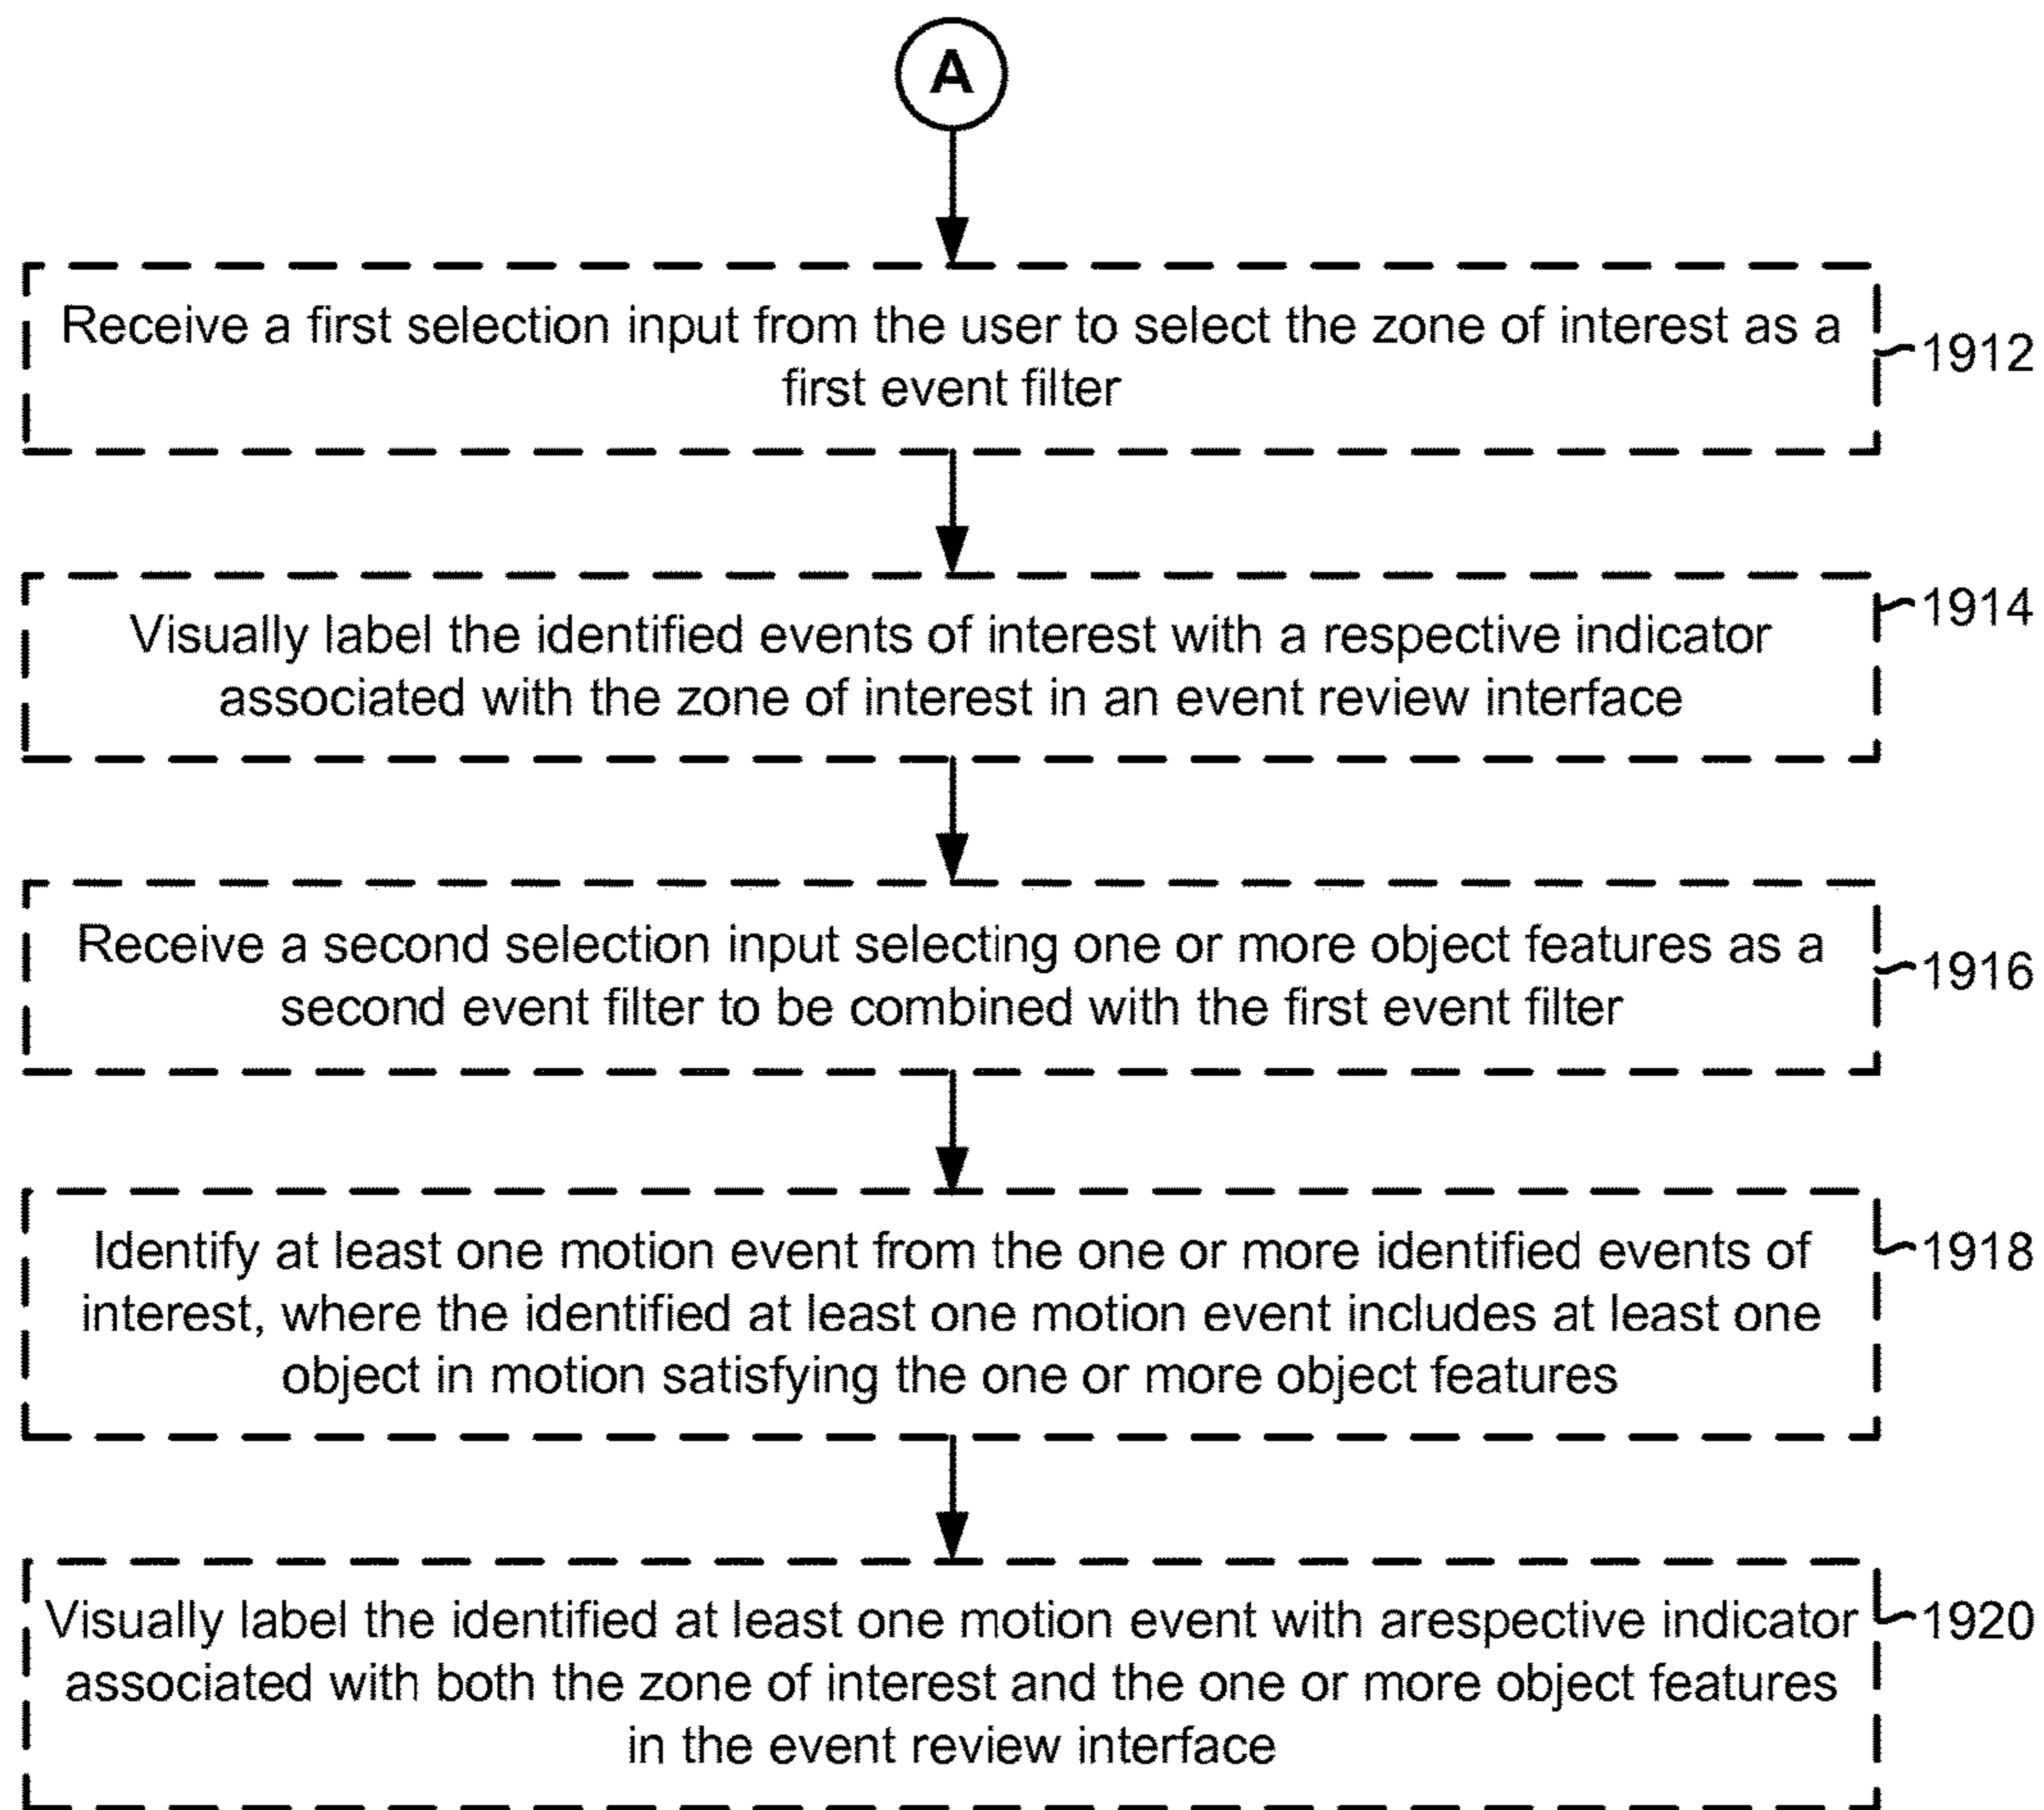 A
Receive a first selection input from the user to select the zone of interest as a
first event filter
1912
Visually label the identified events of interest with a respective indicator
associated with the zone of interest in an event review interface
1914
Receive a second selection input selecting one or more object features as a
second event filter to be combined with the first event filter
1916
Identify at least one motion event from the one or more identified events of
interest, where the identified at least one motion event includes at least one
object in motion satisfying the one or more object features
1918
Visually label the identified at least one motion event with arespective indicator
associated with both the zone of interest and the one or more object features
in the event review interface
1920